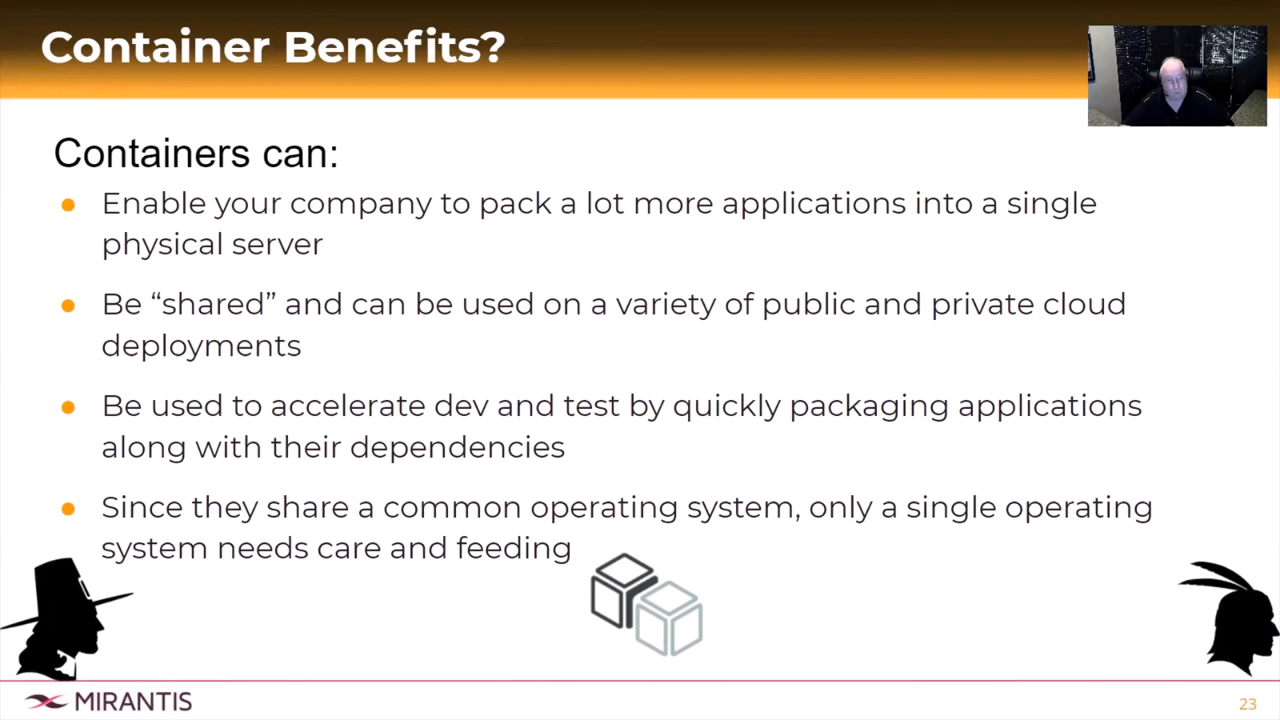 Container Benefits?
Containers can:
Enable your company to pack a lot more applications into a single
physical server
Be “shared” and can be used on a variety of public and private cloud
deployments
Be used to accelerate dev and test by quickly packaging applications
along with their dependencies
Since they share a common operating system, only a single operating
system needs care and feeding
MIRANTIS
23